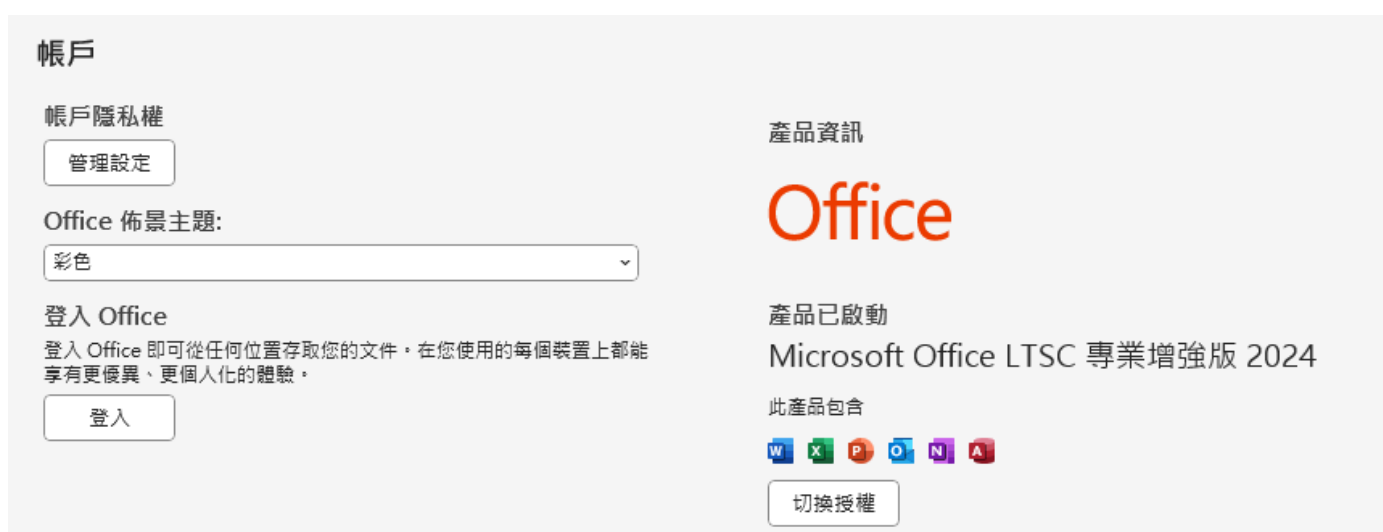 帳戶
帳戶隱私權
管理設定
Office 佈景主題:
彩色
登入 Office
登入 Office 即可從任何位置存取您的文件。在您使用的每個裝置上都能
享有更優異、更個人化的體驗。
登入
產品資訊
Office
產品已啟動
Microsoft Office LTSC 專業增強版 2024
此產品包含
W X P O N A
切換授權